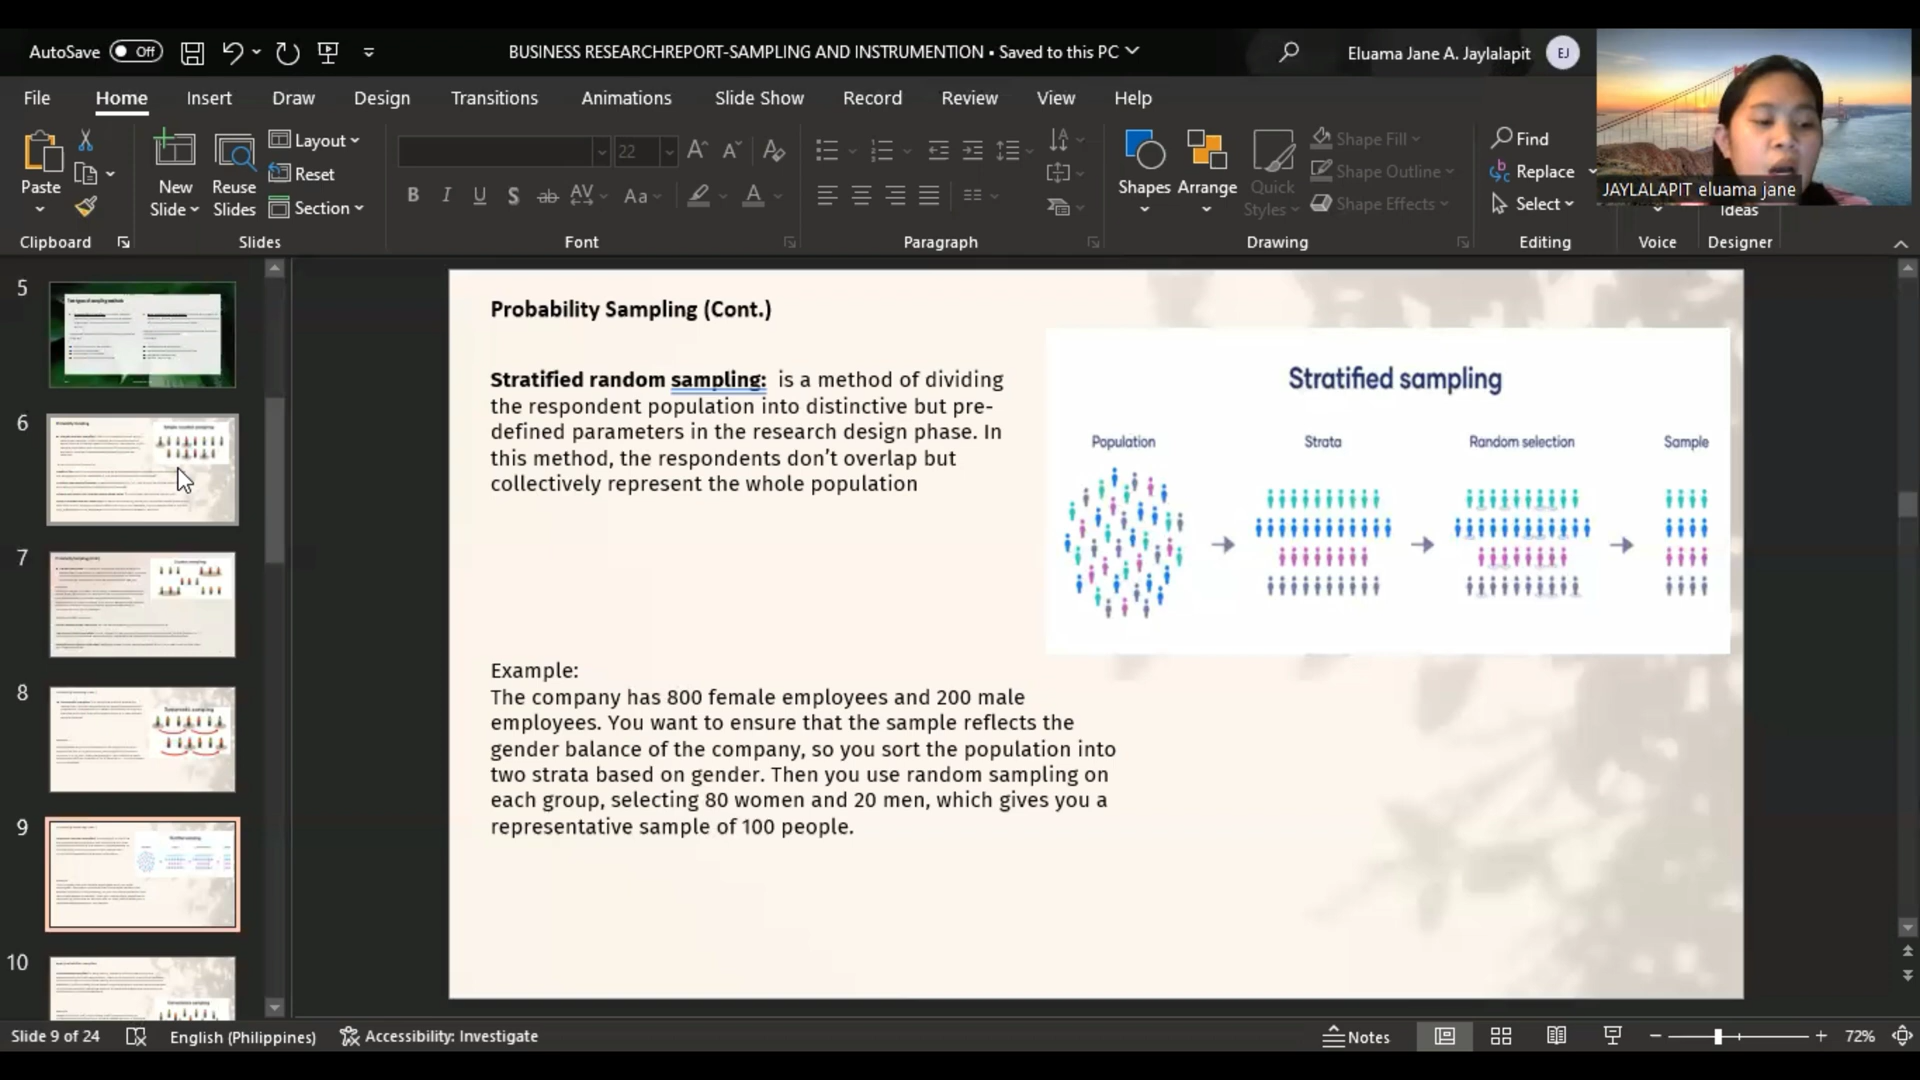 AutoSave Off
BUSINESS RESEARCHREPORT-SAMPLING AND INSTRUMENTION • Saved to this PC
Eluama Jane A. Jaylalapit EJ
File Home Insert Draw Design Transitions Animations Slide Show Record Review View Help
Paste
New Slide
Reuse Slides
Layout
Reset
Section
22
Shapes
Arrange
Quick Styles
Shape Fill
Shape Outline
Shape Effects
Find
Replace
Select
JAYLALAPIT eluama jane
Ideas
Clipboard Slides Font Paragraph Drawing Editing Voice Designer
5
6
7
8
9
10
Probability Sampling (Cont.)
Stratified random sampling: is a method of dividing
the respondent population into distinctive but pre-
defined parameters in the research design phase. In
this method, the respondents don’t overlap but
collectively represent the whole population
Stratified sampling
Population Strata Random selection Sample
Example:
The company has 800 female employees and 200 male
employees. You want to ensure that the sample reflects the
gender balance of the company, so you sort the population into
two strata based on gender. Then you use random sampling on
each group, selecting 80 women and 20 men, which gives you a
representative sample of 100 people.
Slide 9 of 24 English (Philippines) Accessibility: Investigate Notes 72%